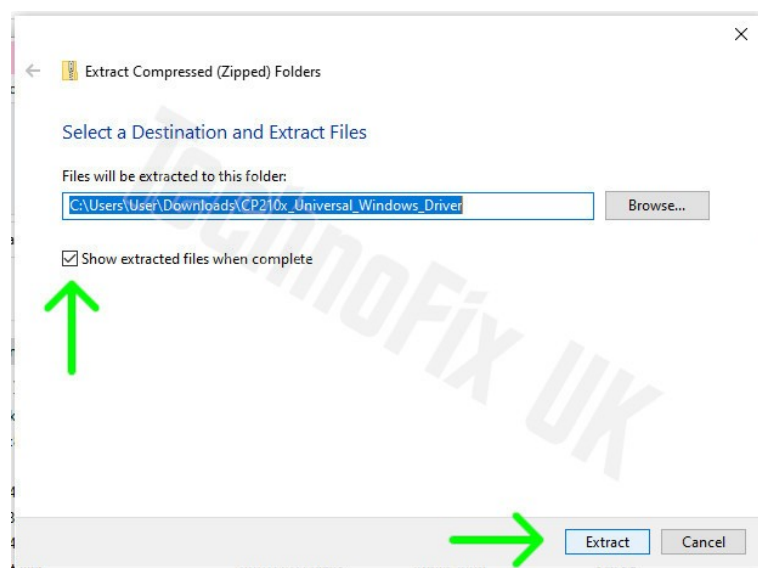 Extract Compressed (Zipped) Folders
Select a Destination and Extract Files
Files will be extracted to this folder:
C:\Users\User\Downloads\CP210x_Universal_Windows_Driver
Browse...
Show extracted files when complete
TechnoFix UK
Extract
Cancel